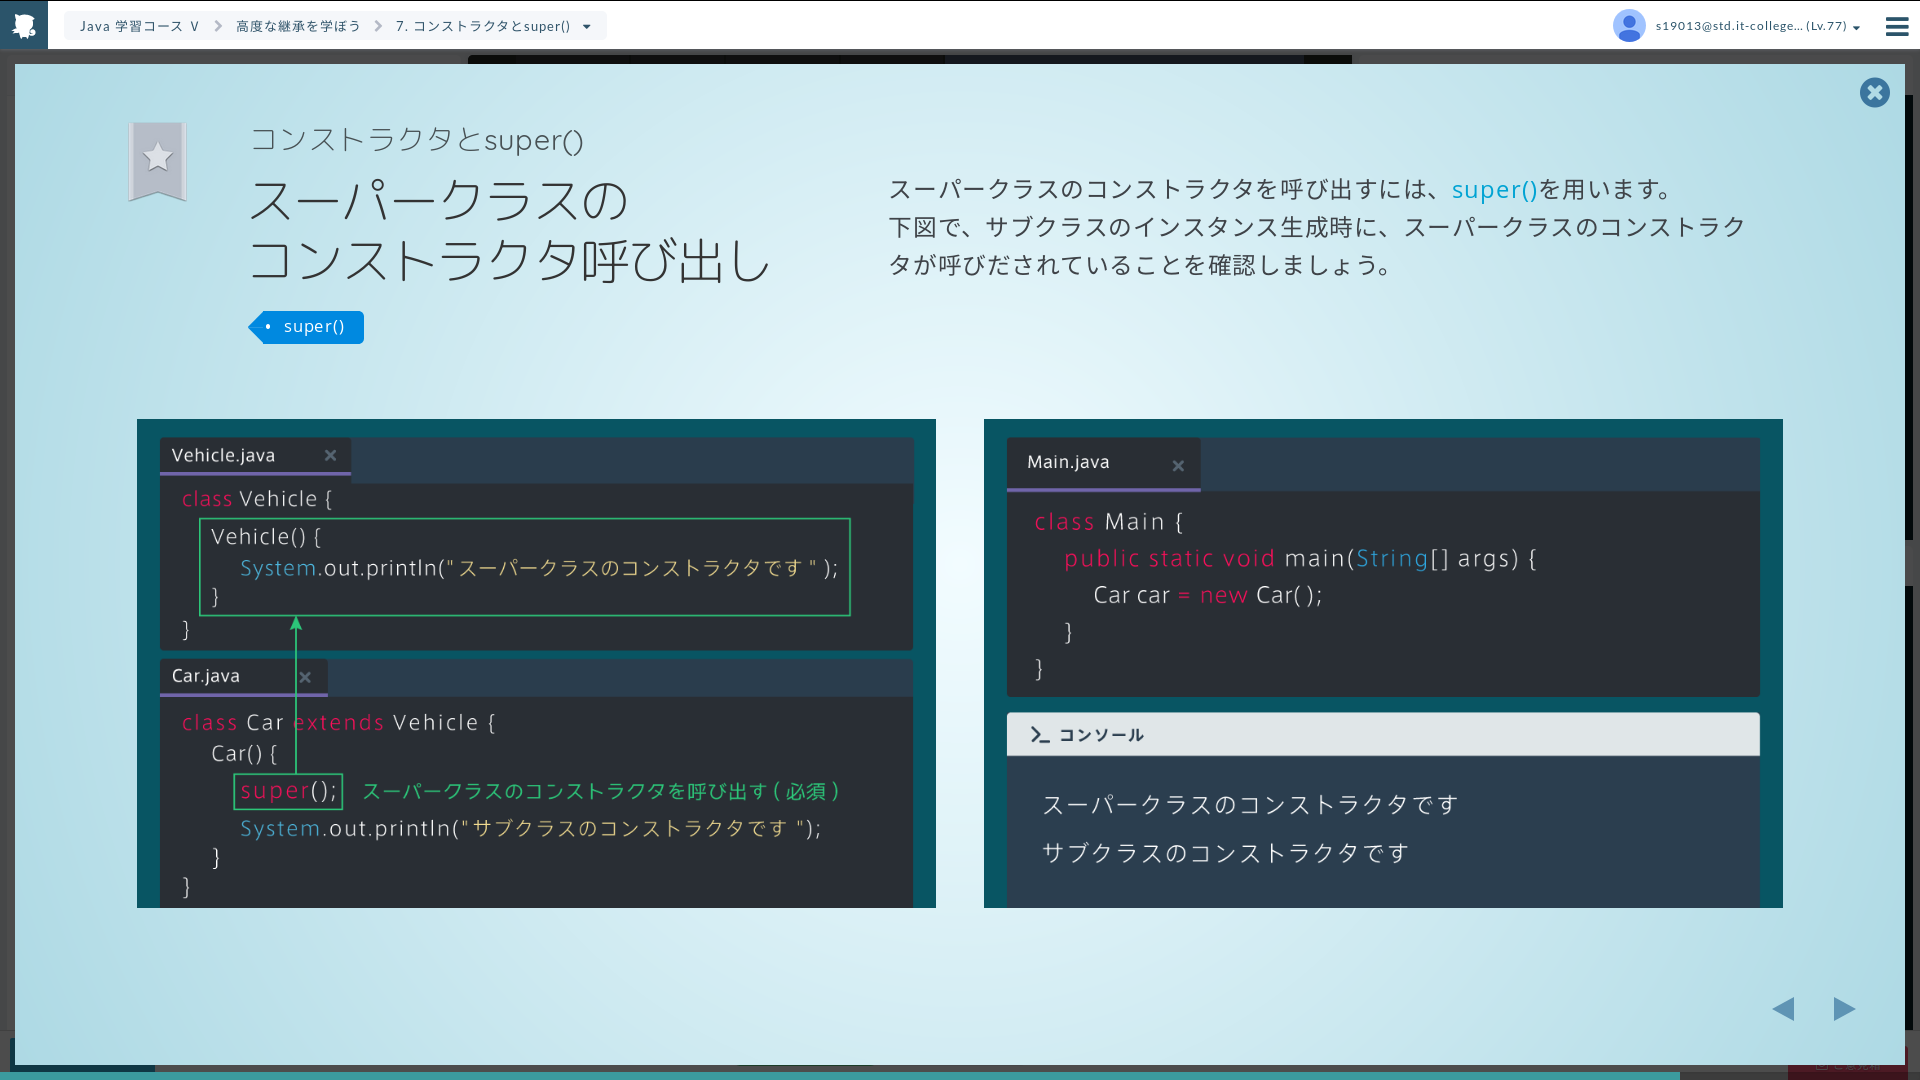 Java 学習コース Ⅴ 高度な継承を学ぼう 7. コンストラクタとsuper()
s19013@std.it-college... (Lv.77)
コンストラクタとsuper()
スーパークラスの
コンストラクタ呼び出し
super()
スーパークラスのコンストラクタを呼び出すには、super()を用います。
下図で、サブクラスのインスタンス生成時に、スーパークラスのコンストラク
タが呼びだされていることを確認しましょう。
Vehicle.java
class Vehicle {
Vehicle() {
System.out.println("スーパークラスのコンストラクタです");
}
}
Car.java
class Car extends Vehicle {
Car() {
super(); スーパークラスのコンストラクタを呼び出す ( 必須 )
System.out.println("サブクラスのコンストラクタです ");
}
}
Main.java
class Main {
public static void main(String[] args) {
Car car = new Car( );
}
}
コンソール
スーパークラスのコンストラクタです
サブクラスのコンストラクタです